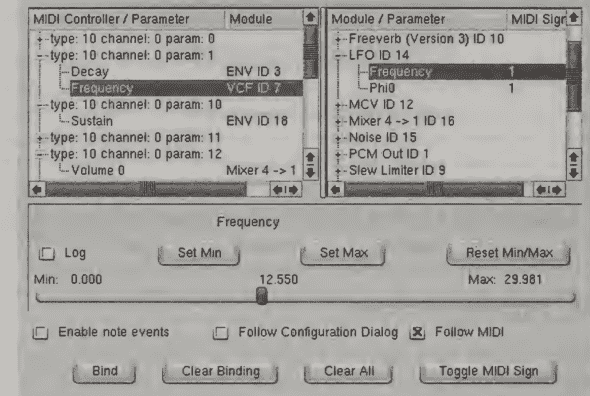 MIDI Controller / Parameter Module
type: 10 channel: 0 param: 0
type: 10 channel: 0 param: 1
Decay ENV ID 3
Frequency VCF ID 7
type: 10 channel: 0 param: 10
Sustain ENV ID 18
type: 10 channel: 0 param: 11
type: 10 channel: 0 param: 12
Volume 0 Mixer 4 -> 1
Module / Parameter MIDI Sign
Freeverb (Version 3) ID 10
LFO ID 14
Frequency 1
Phi0 1
MCV ID 12
Mixer 4 -> 1 ID 16
Noise ID 15
PCM Out ID 1
Slew Limiter ID 9
Frequency
Log Set Min Set Max Reset Min/Max
Min: 0.000 12.550 Max: 29.981
Enable note events Follow Configuration Dialog Follow MIDI
Bind Clear Binding Clear All Toggle MIDI Sign